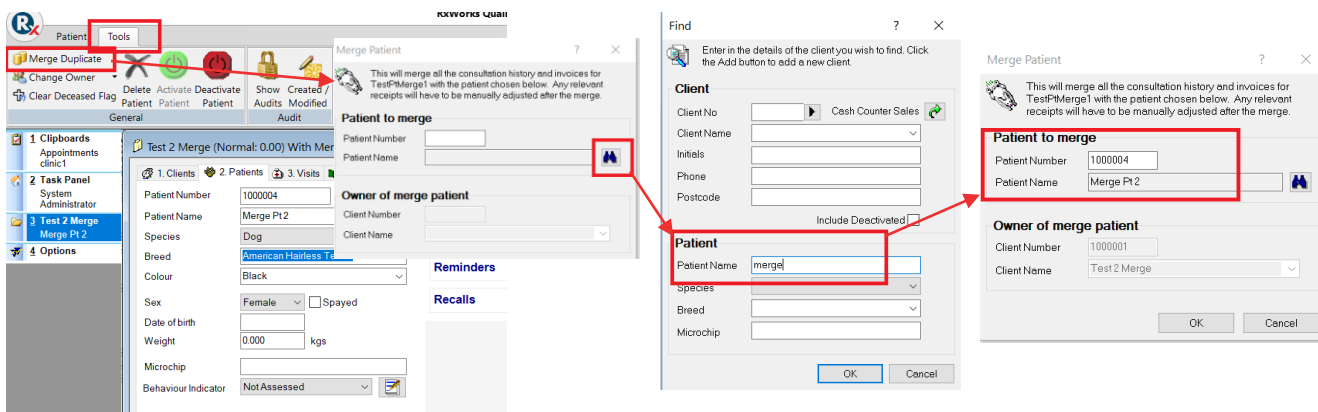 RxWorks Quali
Rx
Patient Tools
Merge Duplicate
Change Owner
Clear Deceased Flag
Delete Patient
Activate Patient
Deactivate Patient
Show Audits
Created / Modified
General
Audit
1 Clipboards
Appointments
clinic1
2 Task Panel
System
Administrator
3 Test 2 Merge
Merge Pt 2
4 Options
Test 2 Merge (Normal: 0.00) With Mer
1. Clients 2. Patients 3. Visits
Patient Number 1000004
Patient Name Merge Pt 2
Species Dog
Breed American Hairless Te
Colour Black
Sex Female Spayed
Date of birth
Weight 0.000 kgs
Microchip
Behaviour Indicator Not Assessed
Reminders
Recalls
Merge Patient ? ×
This will merge all the consultation history and invoices for
TestPtMerge1 with the patient chosen below. Any relevant
receipts will have to be manually adjusted after the merge.
Patient to merge
Patient Number
Patient Name
Owner of merge patient
Client Number
Client Name
Find ? ×
Enter in the details of the client you wish to find. Click
the Add button to add a new client.
Client
Client No Cash Counter Sales
Client Name
Initials
Phone
Postcode
Include Deactivated
Patient
Patient Name merge
Species
Breed
Microchip
OK Cancel
Merge Patient ? ×
This will merge all the consultation history and invoices for
TestPtMerge1 with the patient chosen below. Any relevant
receipts will have to be manually adjusted after the merge.
Patient to merge
Patient Number 1000004
Patient Name Merge Pt 2
Owner of merge patient
Client Number 1000001
Client Name Test 2 Merge
OK Cancel